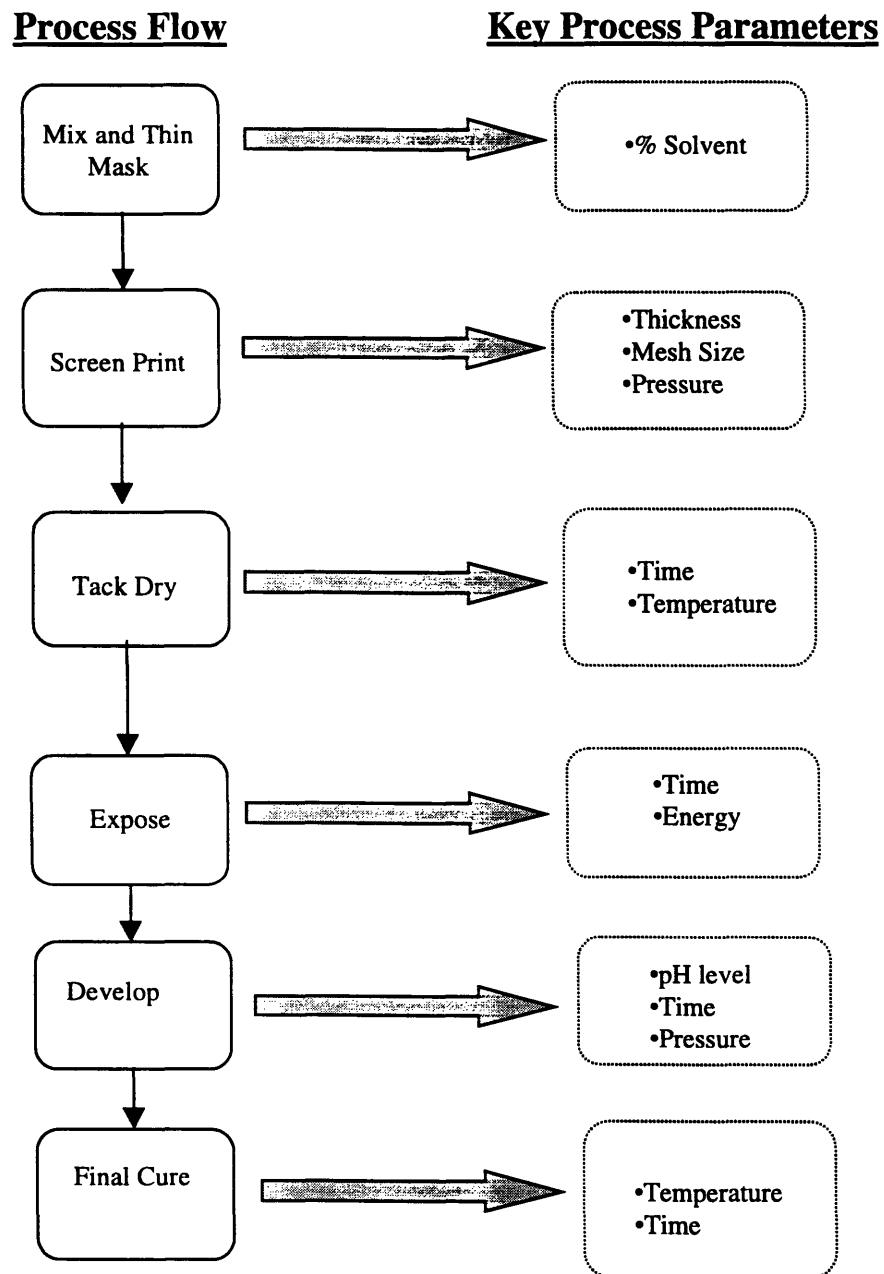 Process Flow
Key Process Parameters
Mix and Thin
Mask
•% Solvent
Screen Print
•Thickness
•Mesh Size
•Pressure
Tack Dry
•Time
•Temperature
Expose
•Time
•Energy
Develop
•pH level
•Time
•Pressure
Final Cure
•Temperature
•Time